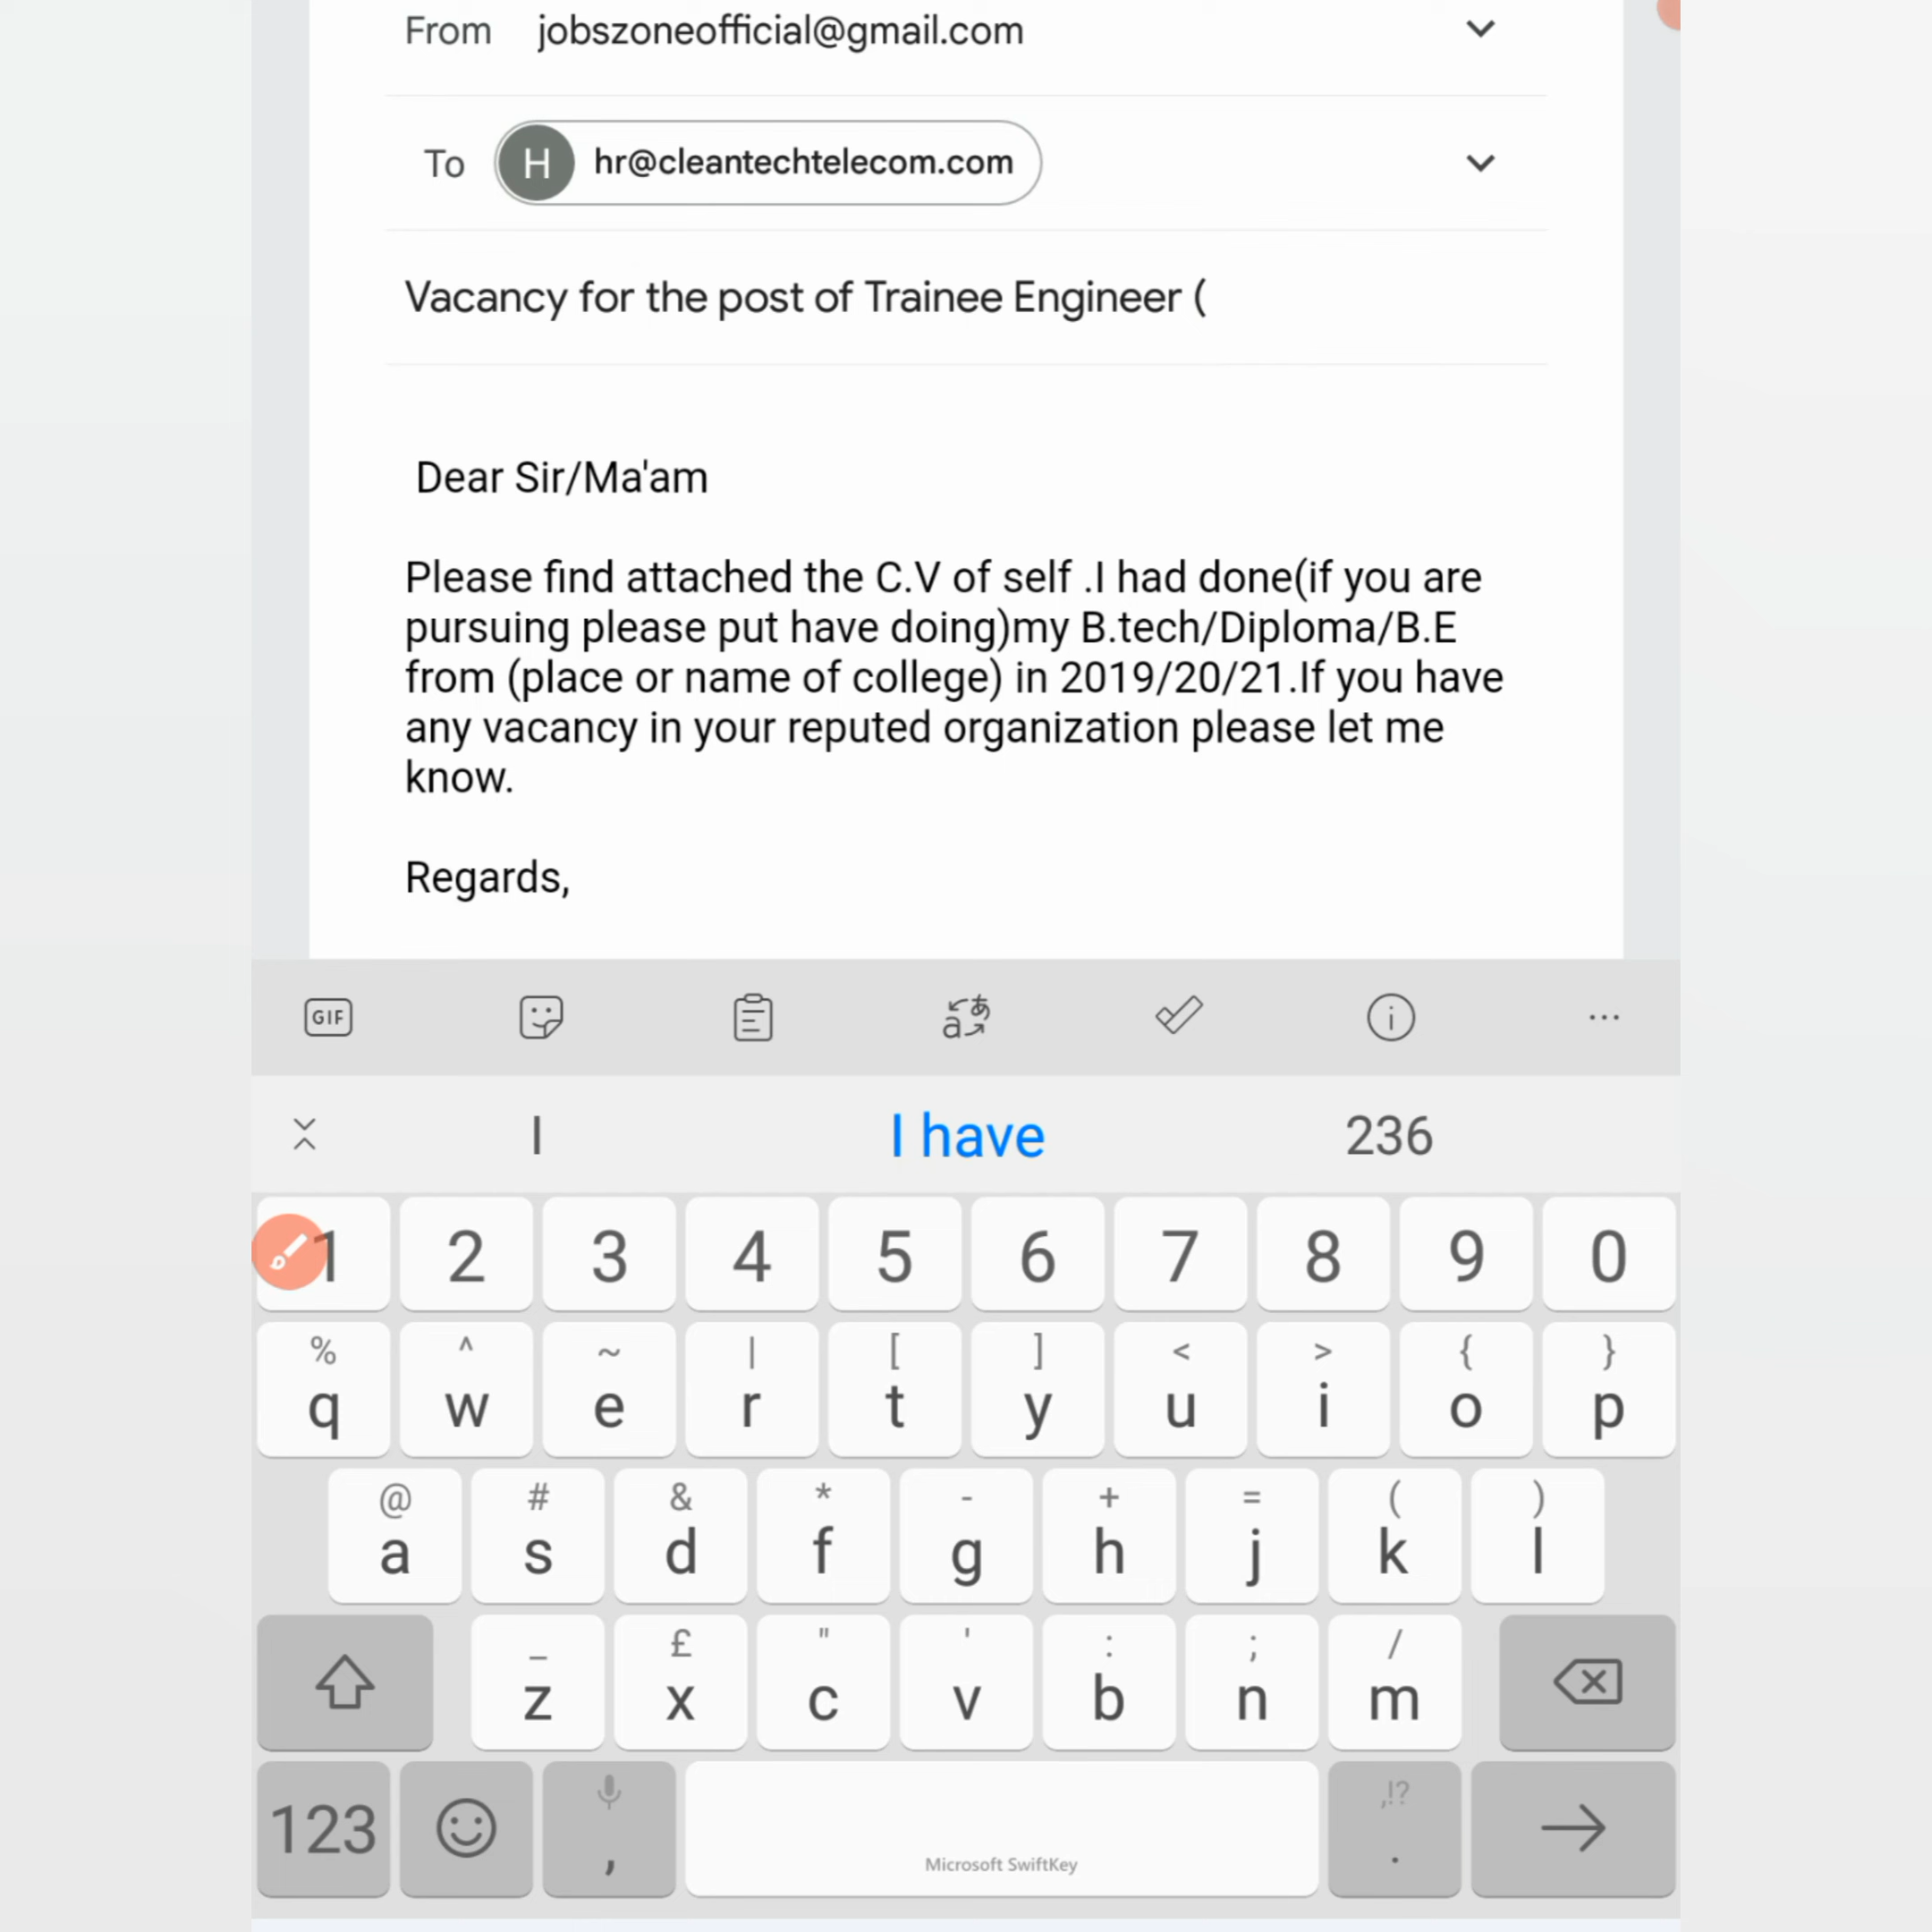 From jobszoneofficial@gmail.com
To H hr@cleantechtelecom.com
Vacancy for the post of Trainee Engineer (
Dear Sir/Ma'am
Please find attached the C.V of self .I had done(if you are
pursuing please put have doing)my B.tech/Diploma/B.E
from (place or name of college) in 2019/20/21.If you have
any vacancy in your reputed organization please let me
know.
Regards,
GIF
I I have 236
1 2 3 4 5 6 7 8 9 0
% ^ ~ | [ ] < > { }
q w e r t y u i o p
@ # & * - + = ( )
a s d f g h j k l
_ £ " ' : ; /
z x c v b n m
,!?
123 , Microsoft SwiftKey .